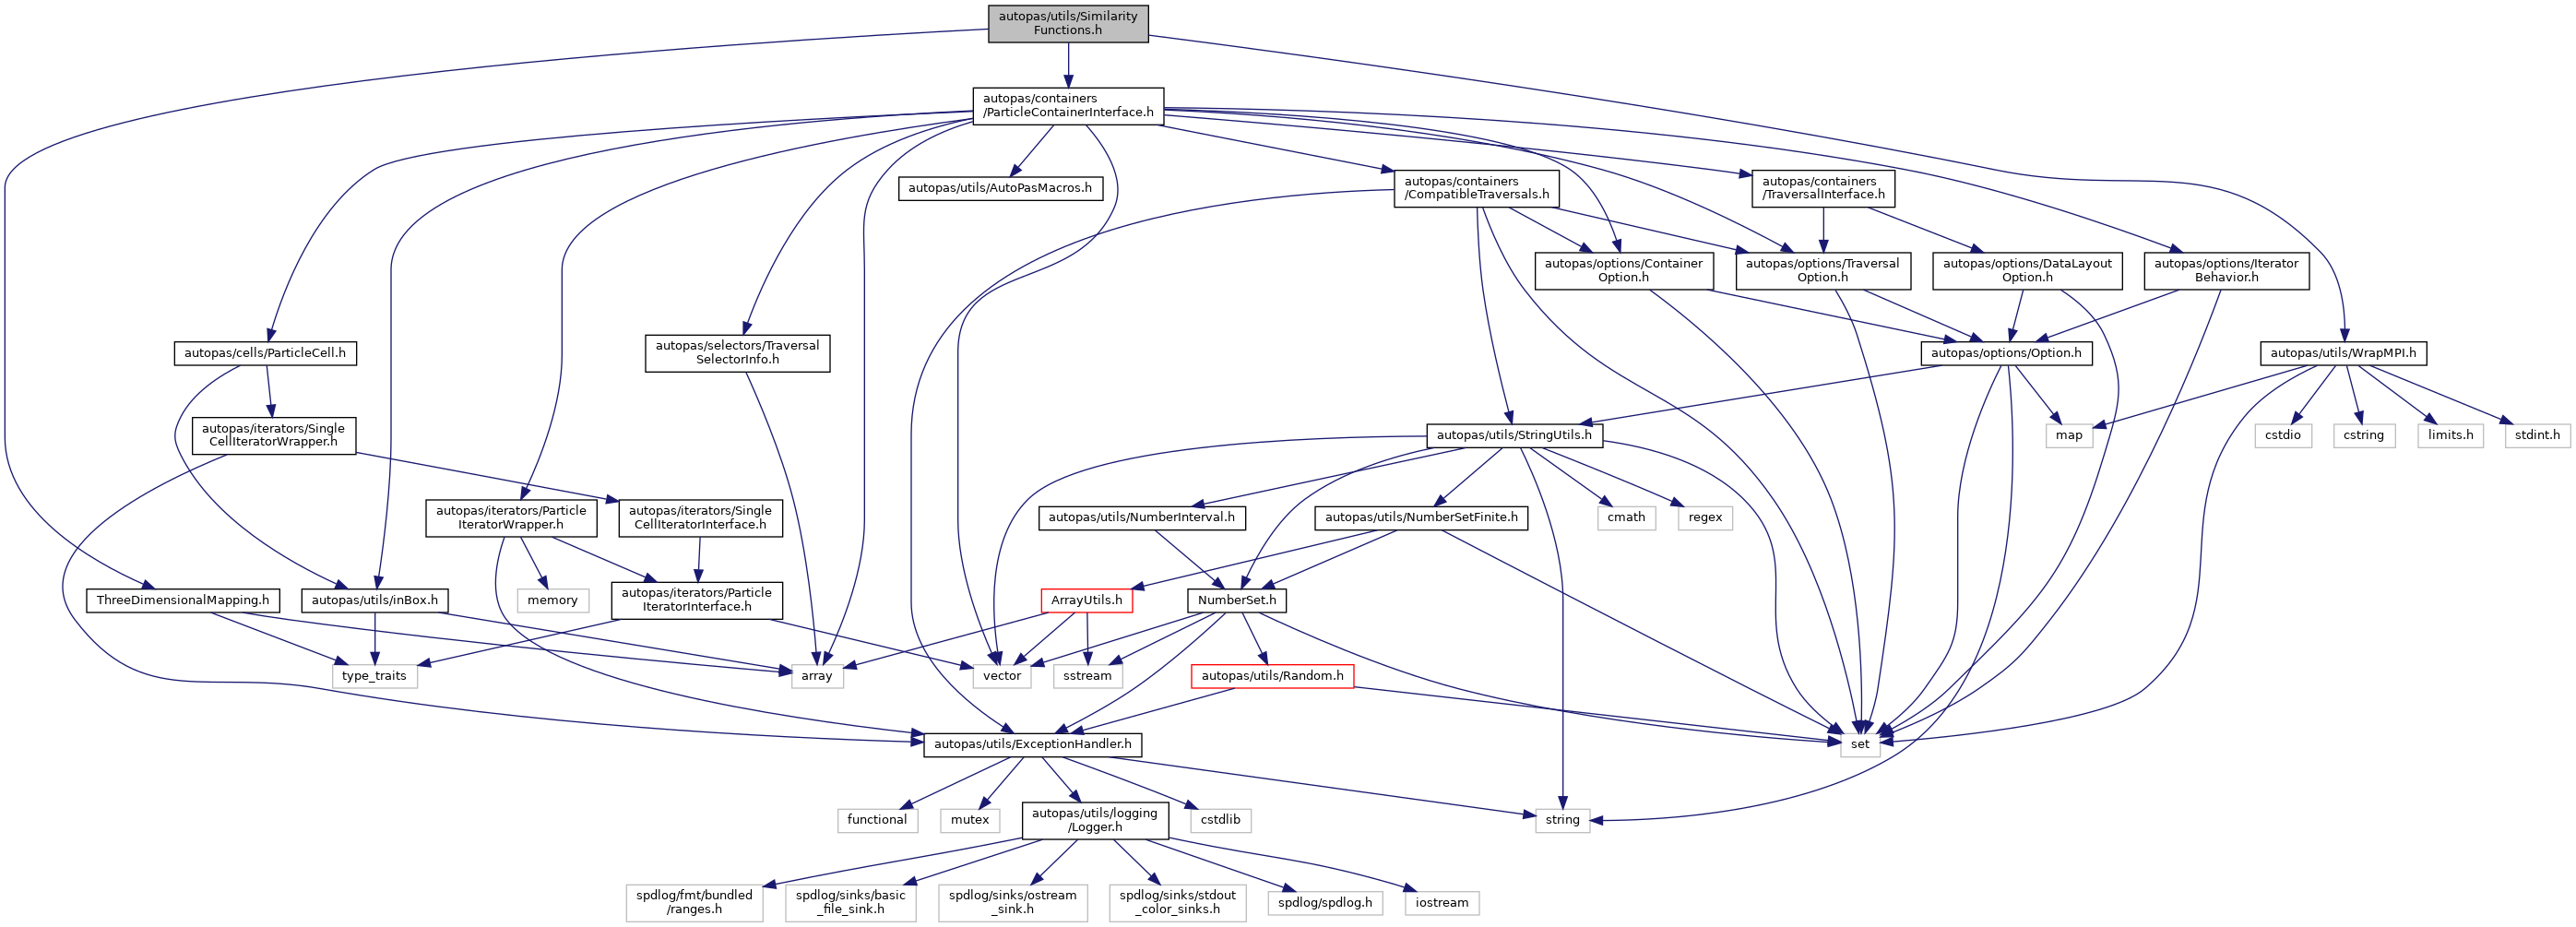 autopas/utils/Similarity
Functions.h
autopas/containers
/ParticleContainerInterface.h
autopas/utils/AutoPasMacros.h
autopas/containers
/CompatibleTraversals.h
autopas/containers
/TraversalInterface.h
autopas/options/Container
Option.h
autopas/options/Traversal
Option.h
autopas/options/DataLayout
Option.h
autopas/options/Iterator
Behavior.h
autopas/cells/ParticleCell.h
autopas/selectors/Traversal
SelectorInfo.h
autopas/options/Option.h
autopas/utils/WrapMPI.h
autopas/iterators/Single
CellIteratorWrapper.h
autopas/utils/StringUtils.h
map
cstdio
cstring
limits.h
stdint.h
autopas/iterators/Particle
IteratorWrapper.h
autopas/iterators/Single
CellIteratorInterface.h
autopas/utils/NumberInterval.h
autopas/utils/NumberSetFinite.h
cmath
regex
ThreeDimensionalMapping.h
autopas/utils/inBox.h
memory
autopas/iterators/Particle
IteratorInterface.h
ArrayUtils.h
NumberSet.h
type_traits
array
vector
sstream
autopas/utils/Random.h
autopas/utils/ExceptionHandler.h
set
functional
mutex
autopas/utils/logging
/Logger.h
cstdlib
string
spdlog/fmt/bundled
/ranges.h
spdlog/sinks/basic
_file_sink.h
spdlog/sinks/ostream
_sink.h
spdlog/sinks/stdout
_color_sinks.h
spdlog/spdlog.h
iostream